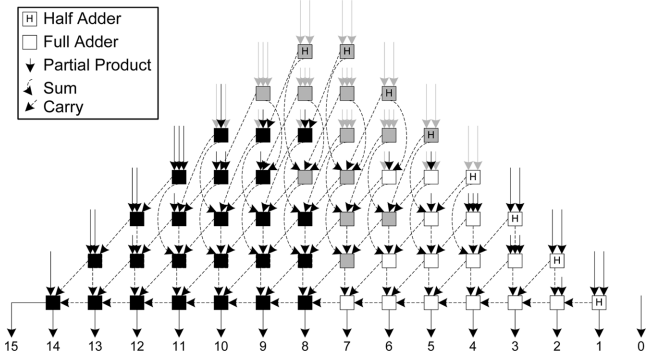 H Half Adder
Full Adder
Partial Product
Sum
Carry
H H
H
H
H
H
H
H
15 14 13 12 11 10 9 8 7 6 5 4 3 2 1 0